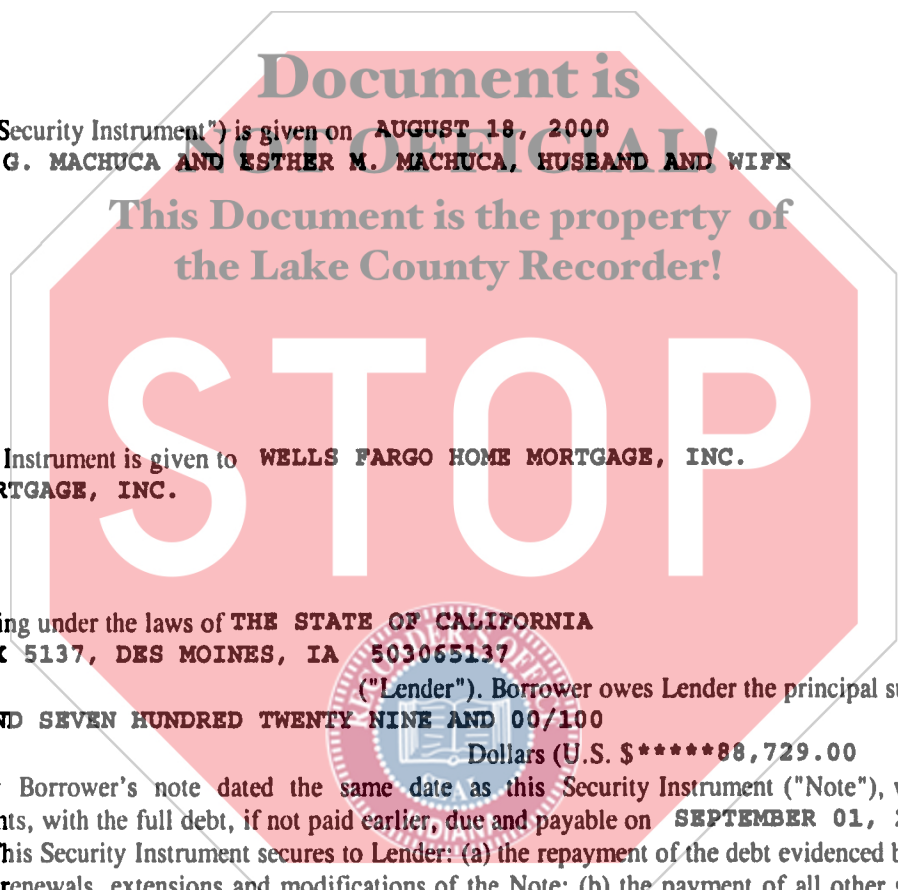 Document is
Security Instrument") is given on AUGUST 18, 2000
NOT OFFICIAL!
G. MACHUCA AND ESTHER M. MACHUCA, HUSBAND AND WIFE
This Document is the property of
the Lake County Recorder!
STOP
Instrument is given to WELLS FARGO HOME MORTGAGE, INC.
RTGAGE, INC.
ing under the laws of THE STATE OF CALIFORNIA
X 5137, DES MOINES, IA 503065137
("Lender"). Borrower owes Lender the principal su
ND SEVEN HUNDRED TWENTY NINE AND 00/100
Dollars (U.S. $*****88,729.00
Borrower's note dated the same date as this Security Instrument ("Note"), w
nts, with the full debt, if not paid earlier, due and payable on SEPTEMBER 01, 2
This Security Instrument secures to Lender: (a) the repayment of the debt evidenced b
renewals, extensions and modifications of the Note; (b) the payment of all other s
RECORDER'S OFFICE
SEAL
INDIANA